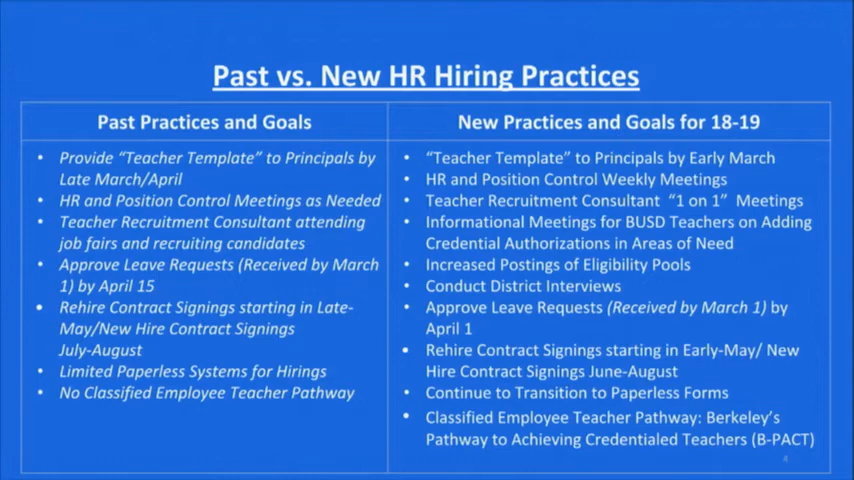 Past vs. New HR Hiring Practices
Past Practices and Goals
• Provide “Teacher Template” to Principals by
Late March/April
• HR and Position Control Meetings as Needed
• Teacher Recruitment Consultant attending
job fairs and recruiting candidates
• Approve Leave Requests (Received by March
1) by April 15
• Rehire Contract Signings starting in Late-
May/New Hire Contract Signings
July-August
• Limited Paperless Systems for Hirings
• No Classified Employee Teacher Pathway
New Practices and Goals for 18-19
• “Teacher Template” to Principals by Early March
• HR and Position Control Weekly Meetings
• Teacher Recruitment Consultant “1 on 1” Meetings
• Informational Meetings for BUSD Teachers on Adding
Credential Authorizations in Areas of Need
• Increased Postings of Eligibility Pools
• Conduct District Interviews
• Approve Leave Requests (Received by March 1) by
April 1
• Rehire Contract Signings starting in Early-May/ New
Hire Contract Signings June-August
• Continue to Transition to Paperless Forms
• Classified Employee Teacher Pathway: Berkeley’s
Pathway to Achieving Credentialed Teachers (B-PACT)
4